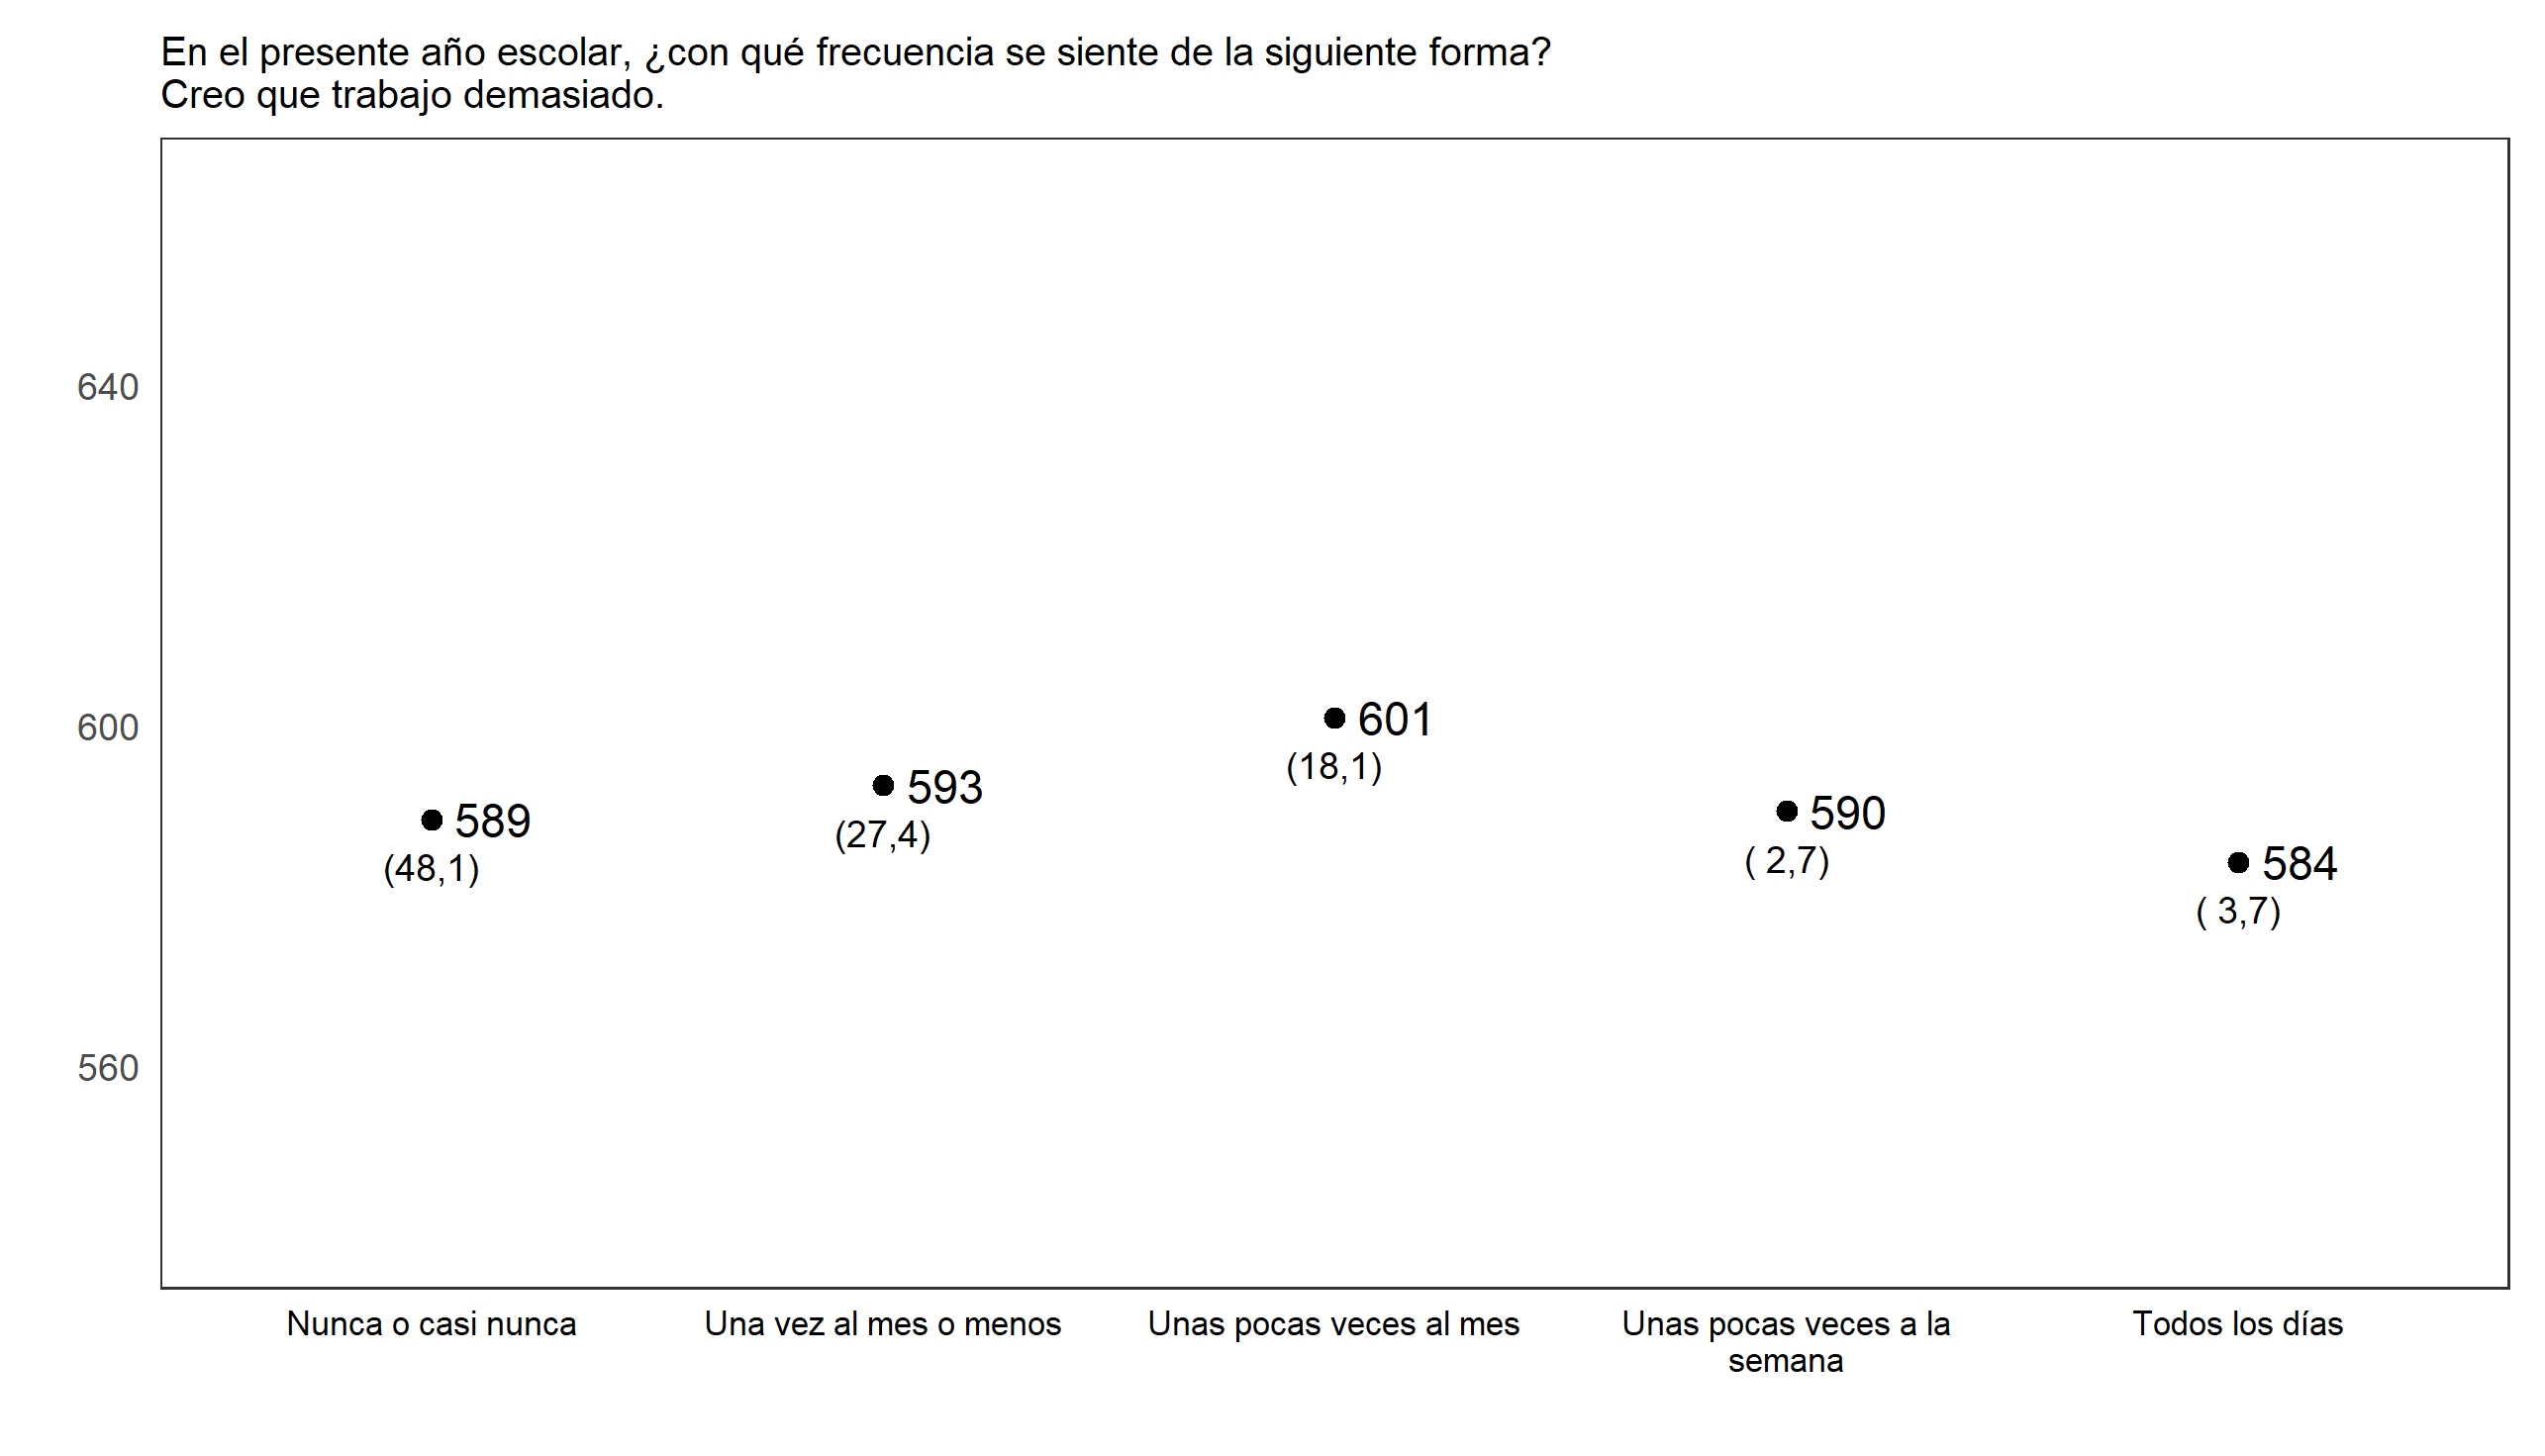 En el presente año escolar, ¿con qué frecuencia se siente de la siguiente forma?
Creo que trabajo demasiado.
640
600
560
589
(48,1)
593
(27,4)
601
(18,1)
590
( 2,7)
584
( 3,7)
Nunca o casi nunca
Una vez al mes o menos
Unas pocas veces al mes
Unas pocas veces a la
semana
Todos los días